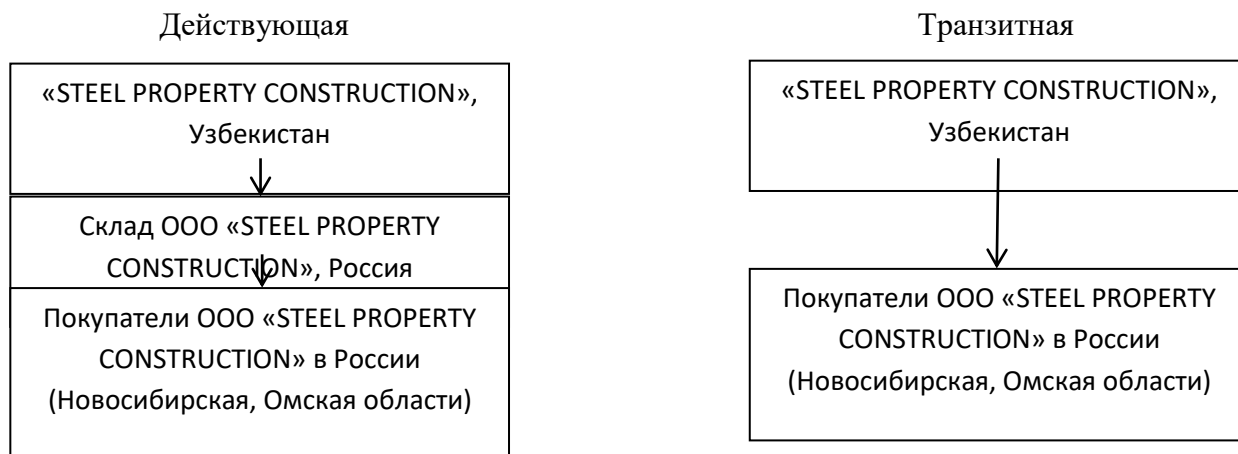 Действующая
«STEEL PROPERTY CONSTRUCTION»,
Узбекистан
Склад ООО «STEEL PROPERTY
CONSTRUCTION», Россия
Покупатели ООО «STEEL PROPERTY
CONSTRUCTION» в России
(Новосибирская, Омская области)
Транзитная
«STEEL PROPERTY CONSTRUCTION»,
Узбекистан
Покупатели ООО «STEEL PROPERTY
CONSTRUCTION» в России
(Новосибирская, Омская области)